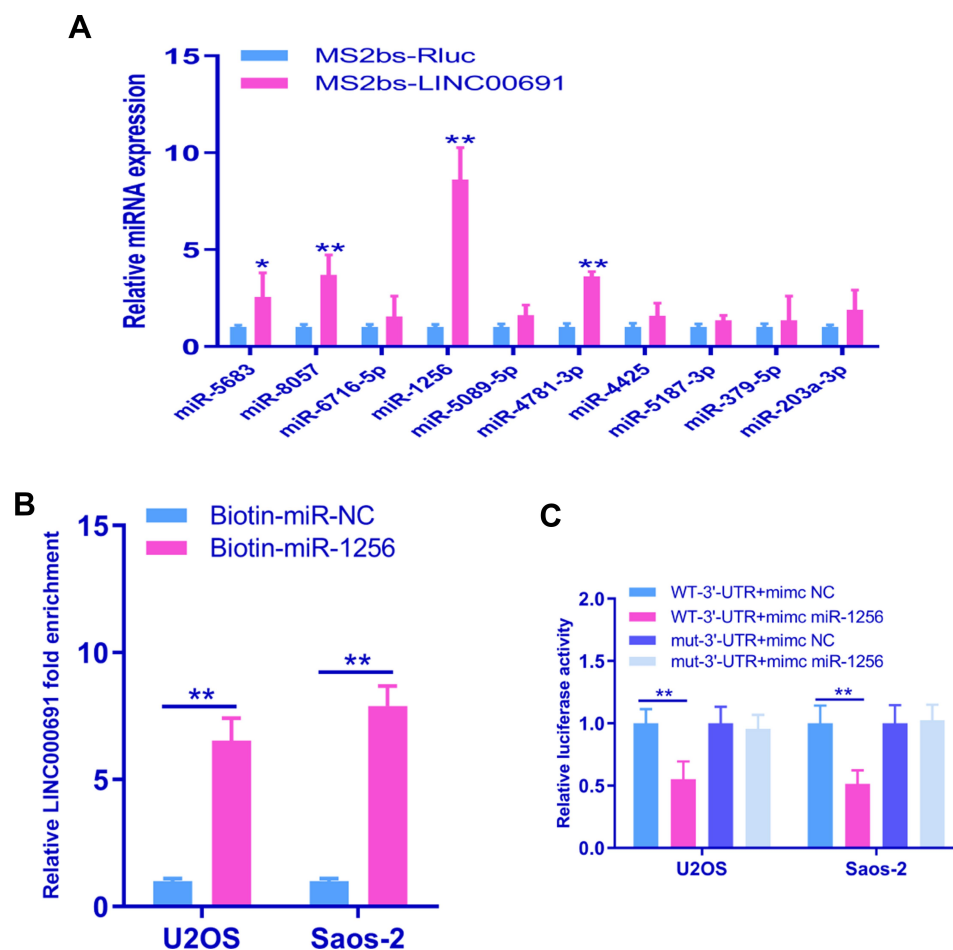 A
MS2bs-Rluc
MS2bs-LINC00691
Relative miRNA expression
15
10
5
0
*
**
**
**
miR-5683
miR-8057
miR-6716-5p
miR-1256
miR-5089-5p
miR-4781-3p
miR-4425
miR-5187-3p
miR-379-5p
miR-203a-3p
B
Biotin-miR-NC
Biotin-miR-1256
Relative LINC000691 fold enrichment
15
10
5
0
**
**
U2OS
Saos-2
C
WT-3'-UTR+mimc NC
WT-3'-UTR+mimc miR-1256
mut-3'-UTR+mimc NC
mut-3'-UTR+mimc miR-1256
Relative luciferase activity
2.0
1.5
1.0
0.5
0.0
**
**
U2OS
Saos-2